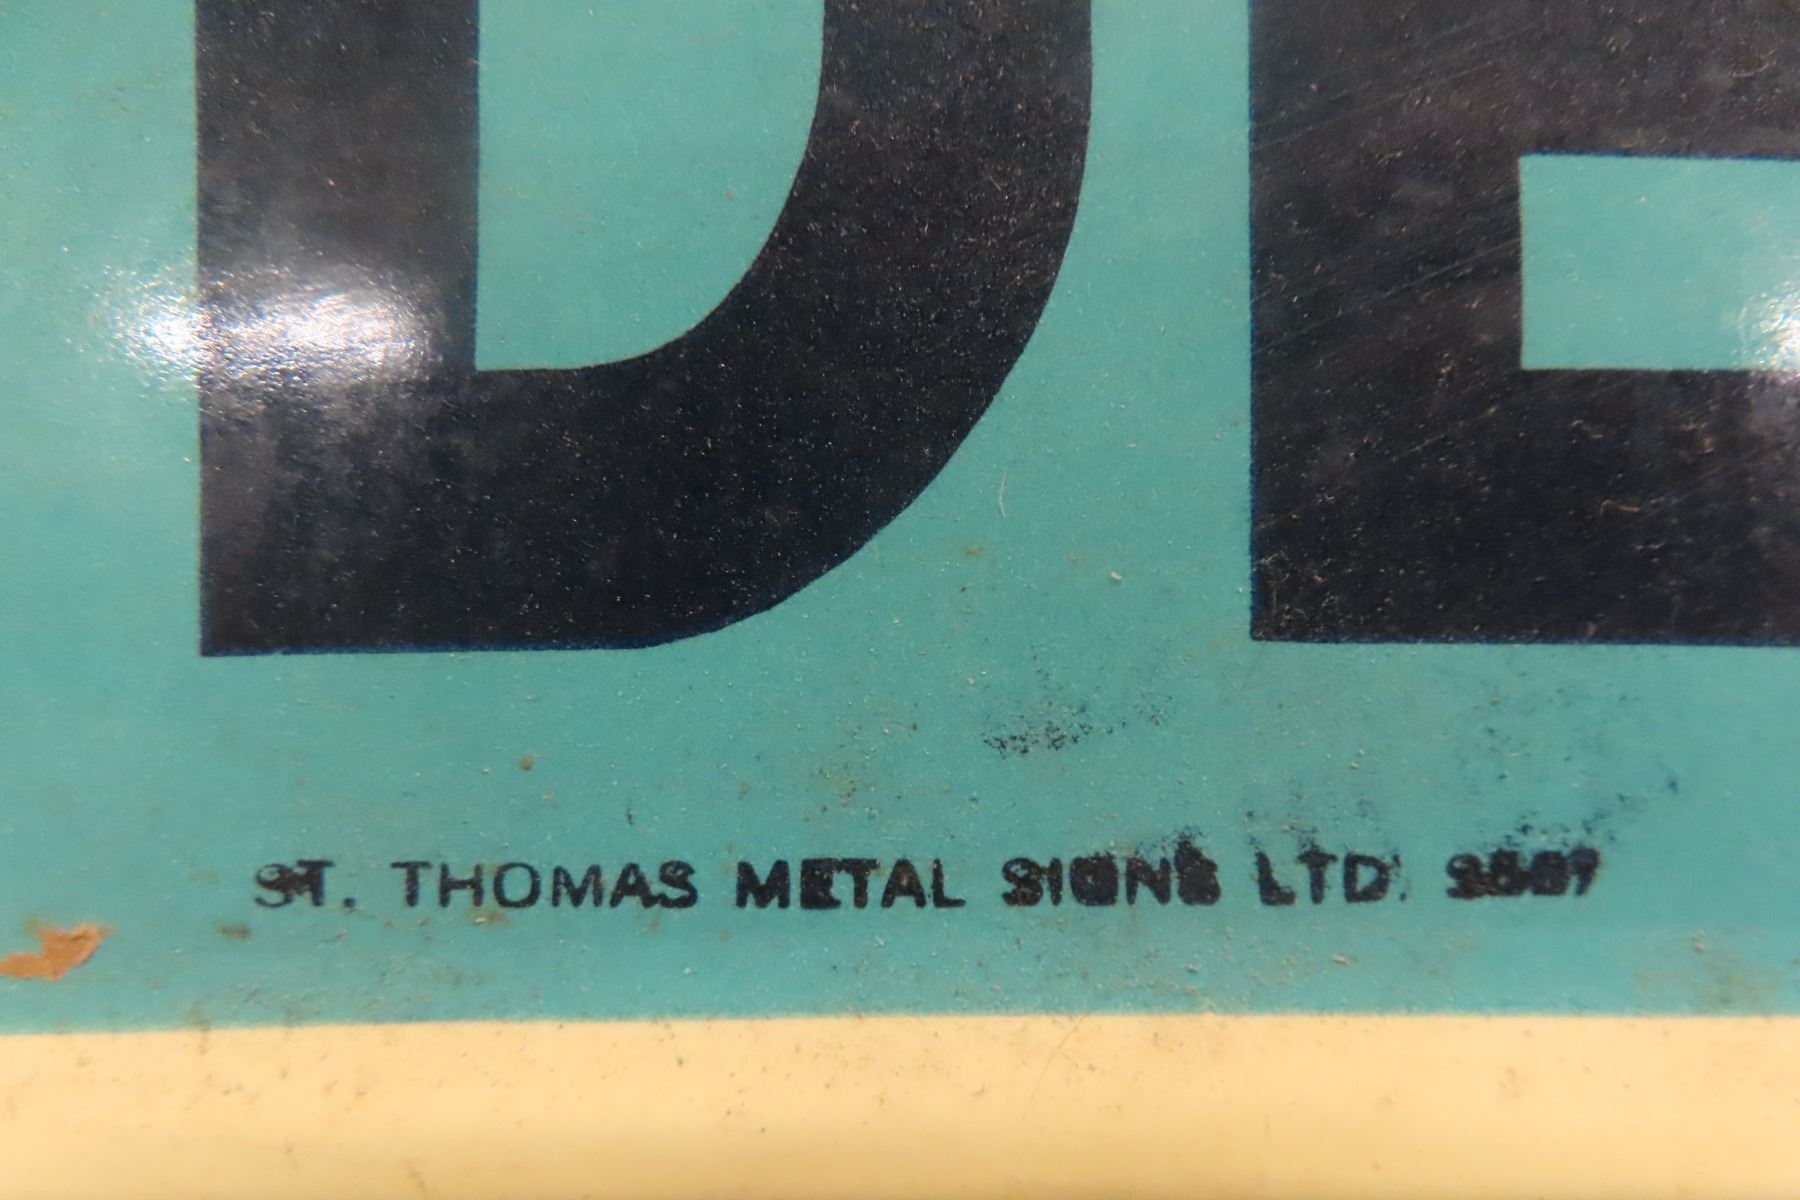 DE
ST. THOMAS METAL SIGNS LTD.